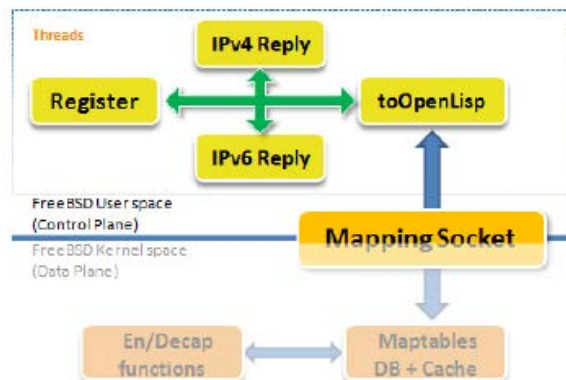 Threads
IPv4 Reply
Register
toOpenLisp
IPv6 Reply
FreeBSD User space
(Control Plane)
Mapping Socket
FreeBSD Kernel space
(Data Plane)
En/Decap
functions
Maptables
DB + Cache